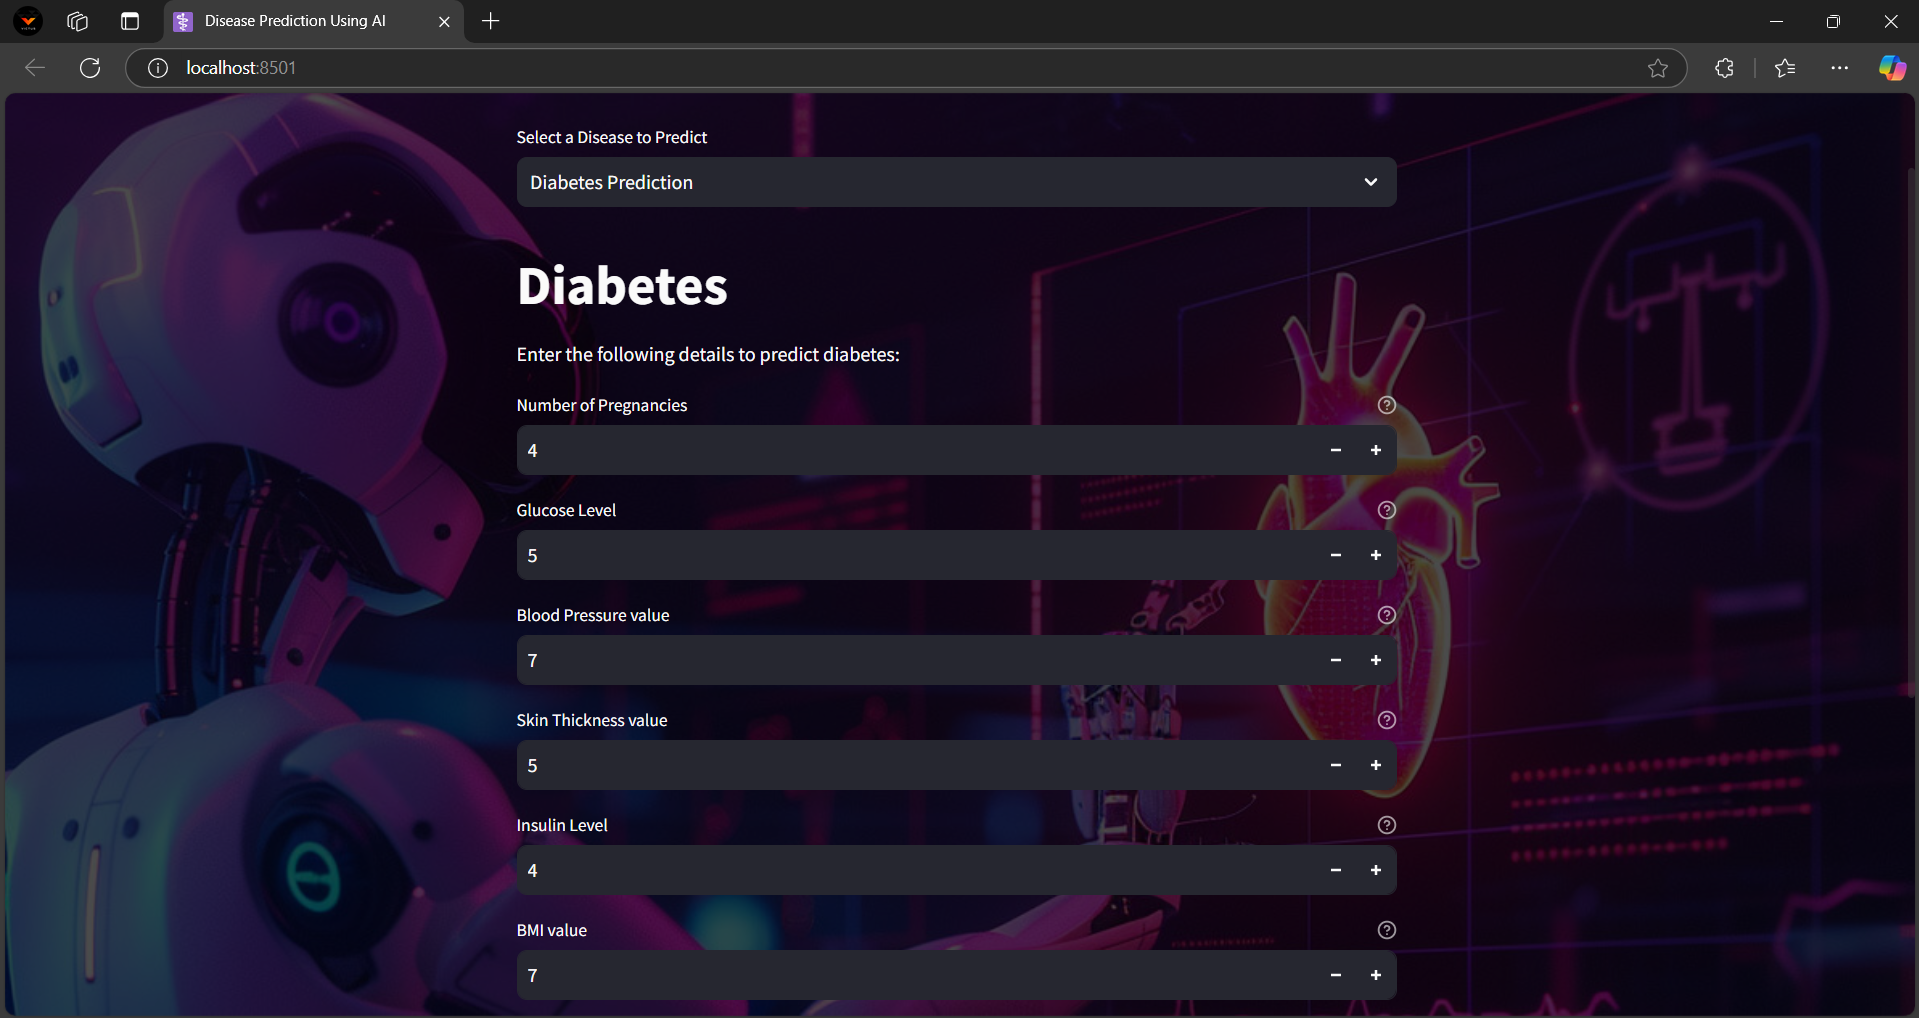 Disease Prediction Using AI
localhost:8501
Select a Disease to Predict
Diabetes Prediction
Diabetes
Enter the following details to predict diabetes:
Number of Pregnancies
4
Glucose Level
5
Blood Pressure value
7
Skin Thickness value
5
Insulin Level
4
BMI value
7